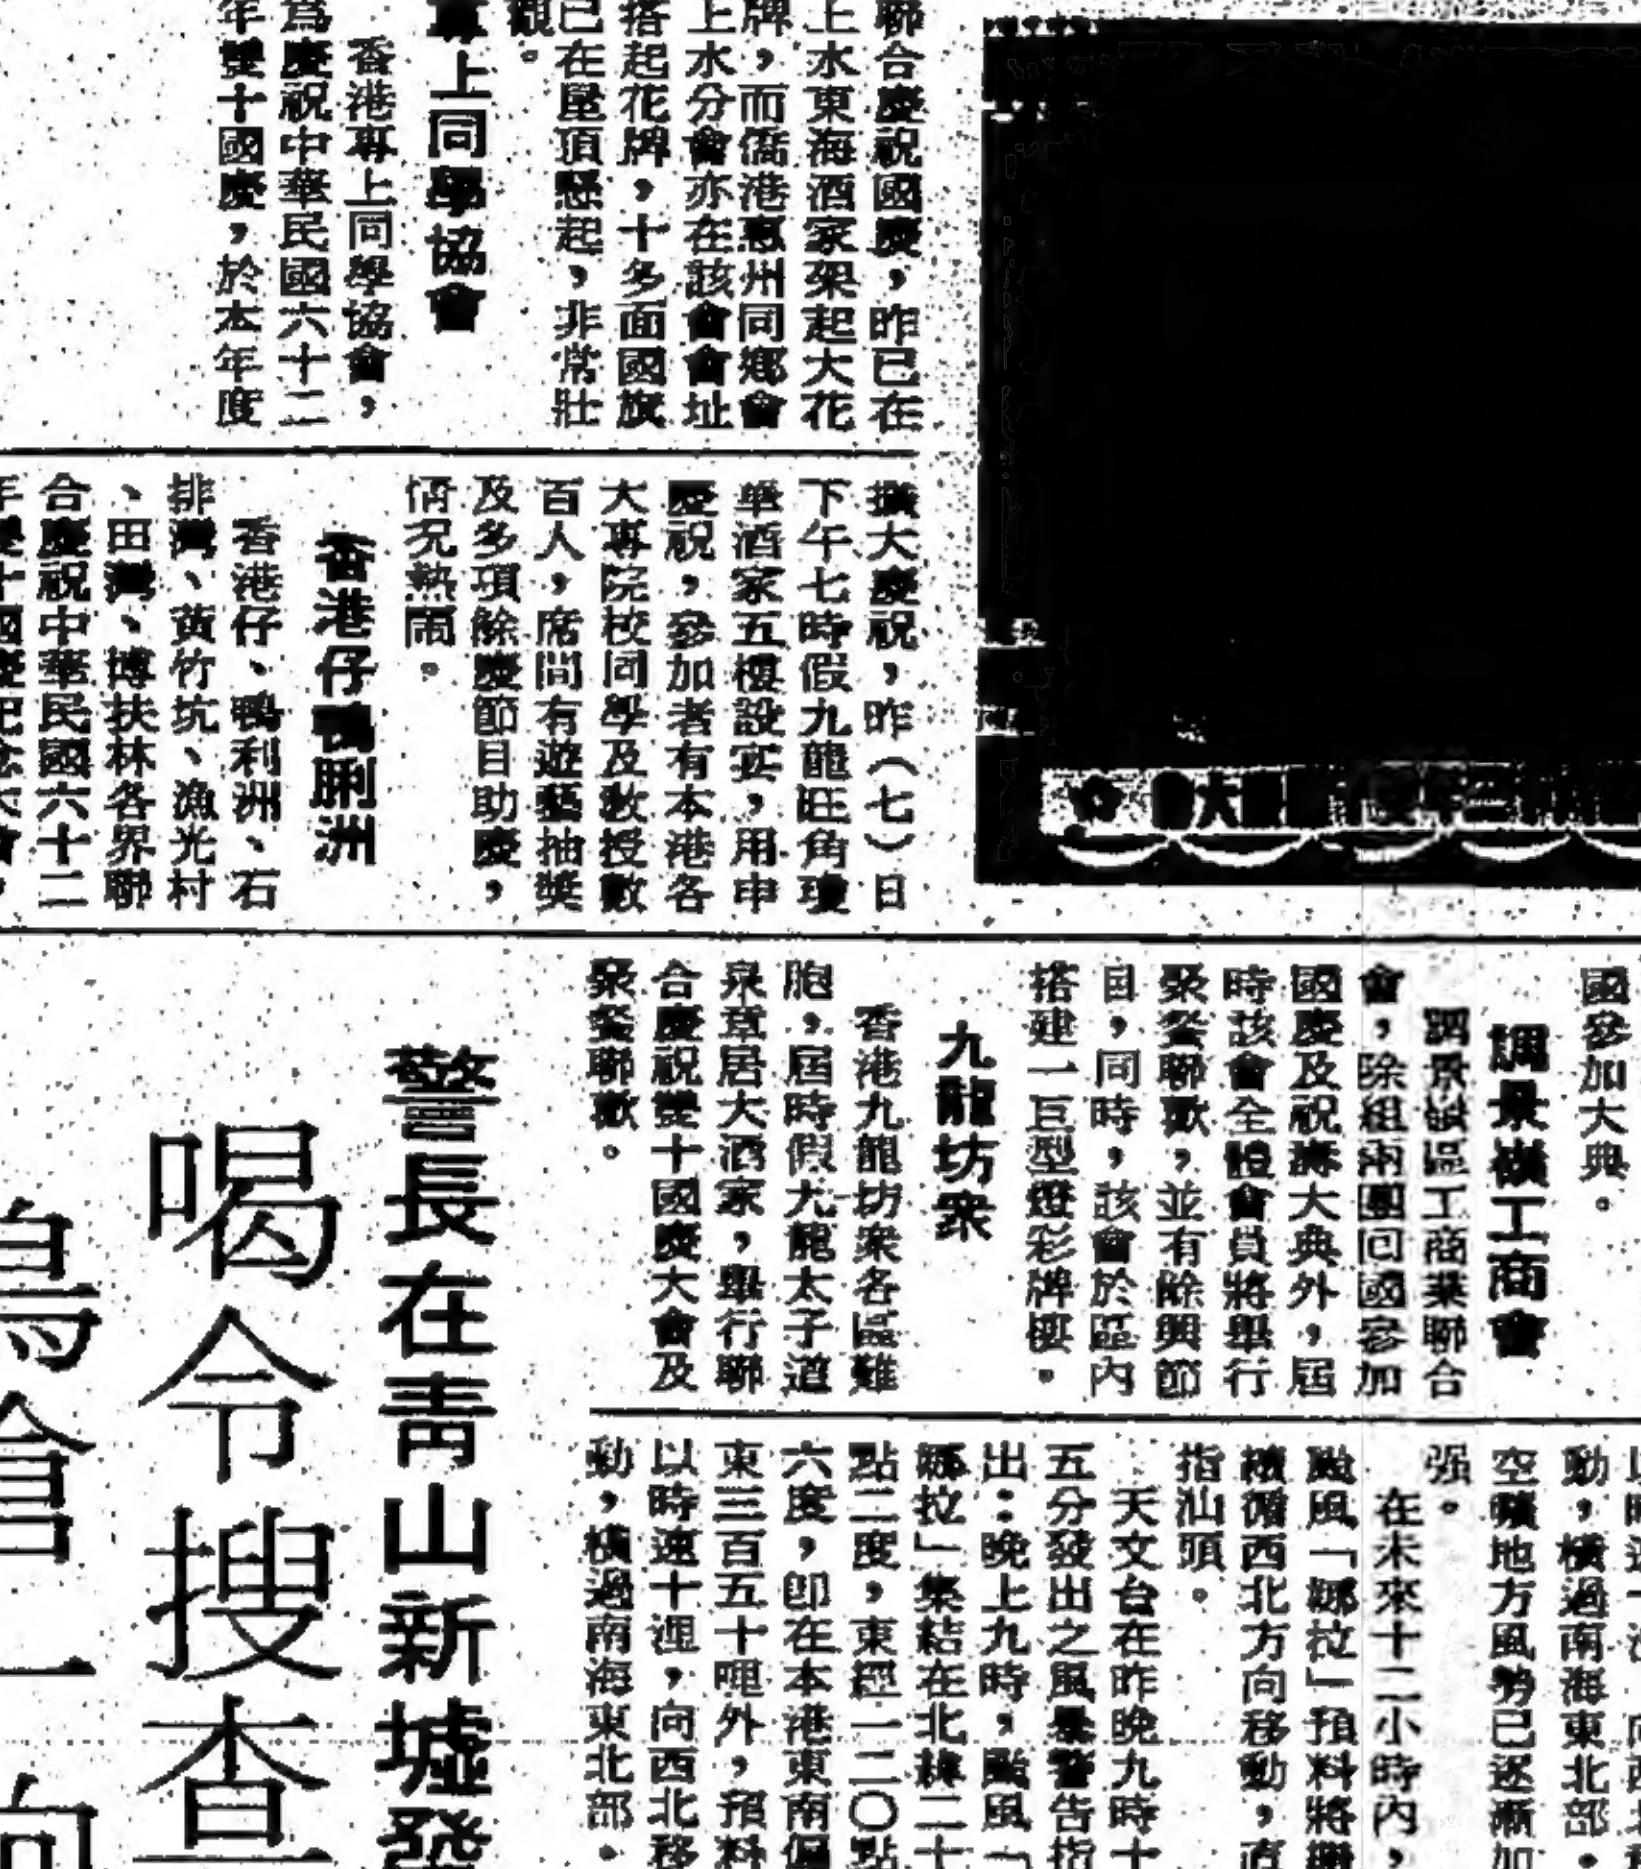 聯合慶祝國慶，昨已在
上水東海酒家架起大花
牌，而僑港惠州同鄉會
上水分會亦在該會會址
搭起花牌，十多面國旗
已在屋頂懸起，非常壯
觀。
專上同學協會
香港專上同學協會，
爲慶祝中華民國六十二
年雙十國慶，於本年度
擴大慶祝，昨（七）日
下午七時假九龍旺角瓊
華酒家五樓設宴，用申
慶祝，參加者有本港各
大專院校同學及教授數
百人，席間有遊藝抽獎
及多項餘慶節目助慶，
情況熱鬧。
香港仔鴨脷洲
香港仔、鴨利洲、石
排灣、黃竹坑、漁光村
、田灣、博扶林各界聯
合慶祝中華民國六十二
年雙十國慶紀念大會，
國參加大典。
調景嶺工商會
調景嶺區工商業聯合
會，除組兩團回國參加
國慶及祝壽大典外，屆
時該會全體會員將舉行
聚餐聯歡，並有餘興節
目，同時，該會於區內
搭建一巨型燈彩牌樓。
九龍坊衆
香港九龍坊衆各區難
胞，屆時假九龍太子道
泉章居大酒家，舉行聯
合慶祝雙十國慶大會及
聚餐聯歡。
動，橫過南海東北部。
空曠地方風勢已逐漸加
强。
在未來十二小時內，
颱風「娜拉」預料將繼
續循西北方向移動，直
指汕頭。
天文台在昨晚九時十
五分發出之風暴警告指
出：晚上九時，颱風「
娜拉」集結在北緯二十
點二度，東經一二〇點
六度，卽在本港東南偏
東三百五十哩外，預料
以時速十浬，向西北移
動，橫過南海東北部。
警長在青山新墟發
喝令搜查